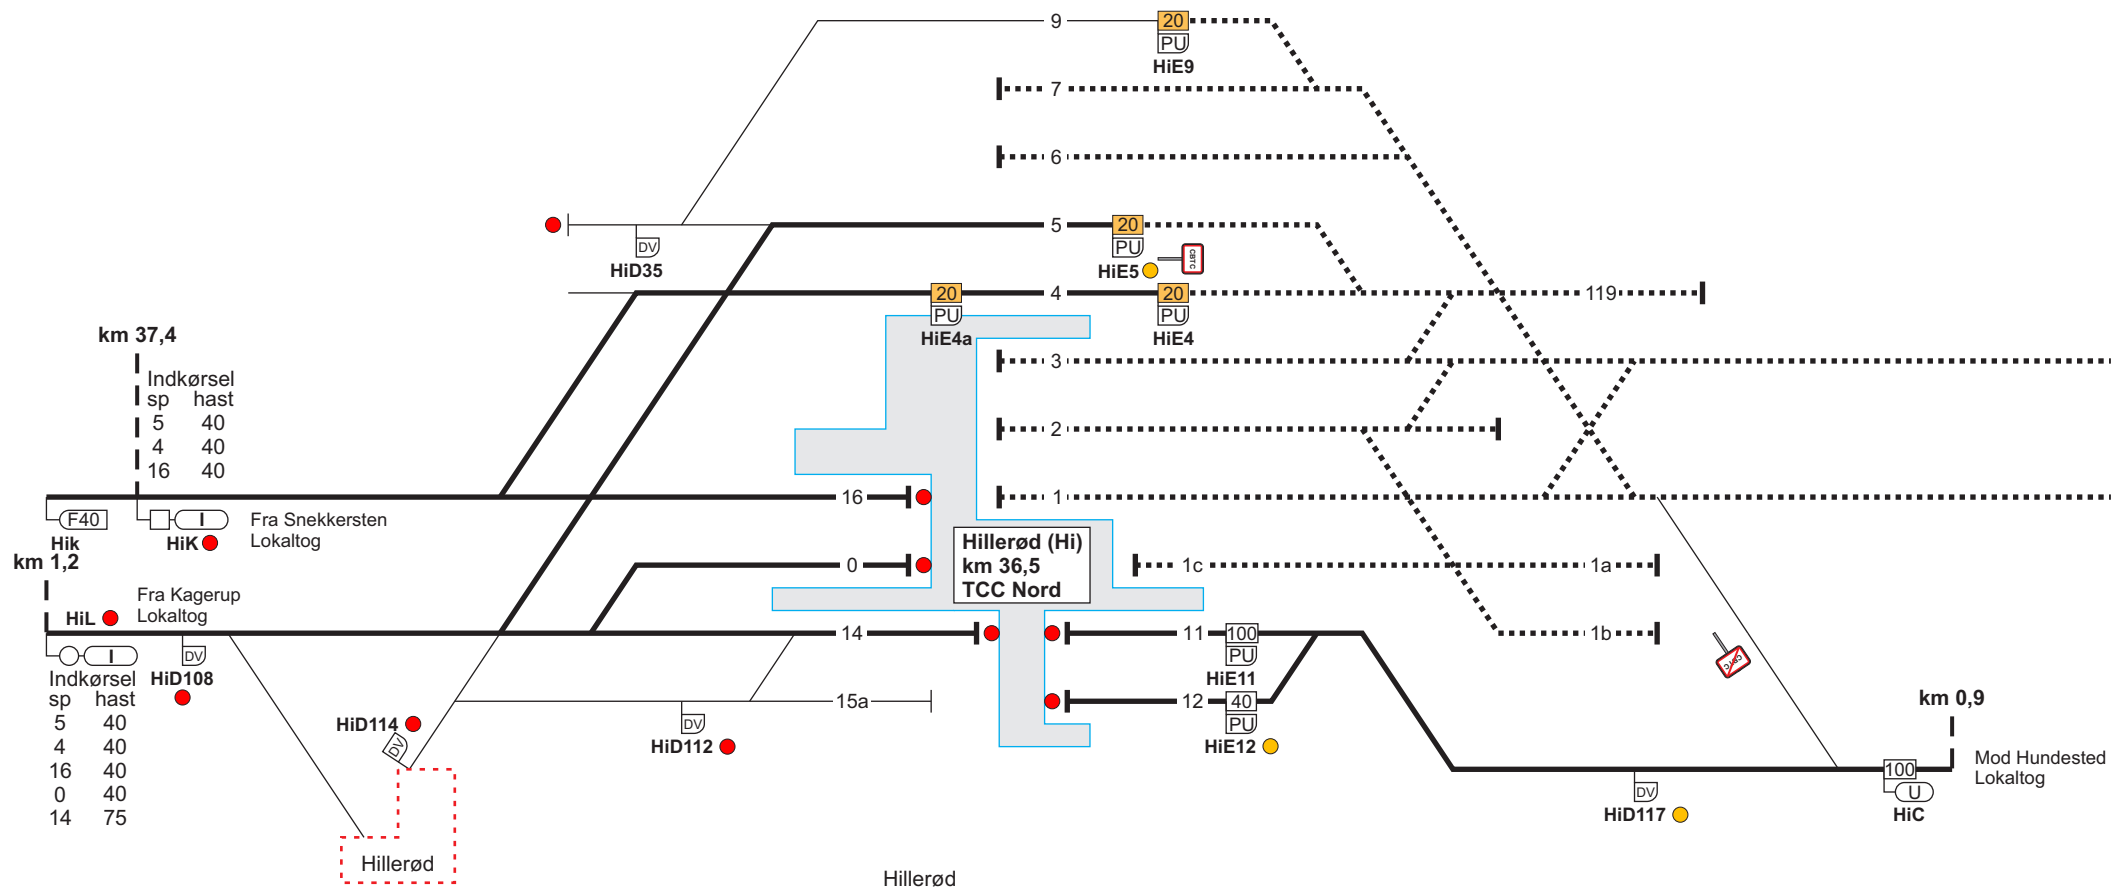 9
20
PU
HiE9
7
6
5
20
PU
HiE5
CBTC
DV
HiD35
20
PU
HiE4a
4
20
PU
HiE4
119
3
2
1
km 37,4
Indkørsel
sp hast
5 40
4 40
16 40
16
F40
Hik
I
HiK
Fra Snekkersten
Lokaltog
km 1,2
HiL
Fra Kagerup
Lokaltog
0
Hillerød (Hi)
km 36,5
TCC Nord
1c
1a
1b
I
DV
HiD108
Indkørsel
sp hast
5 40
4 40
16 40
0 40
14 75
14
11
100
PU
HiE11
15a
12
40
PU
HiE12
HiD114
DV
DV
HiD112
CBTC
km 0,9
DV
HiD117
100
U
HiC
Mod Hundested
Lokaltog
Hillerød
Hillerød